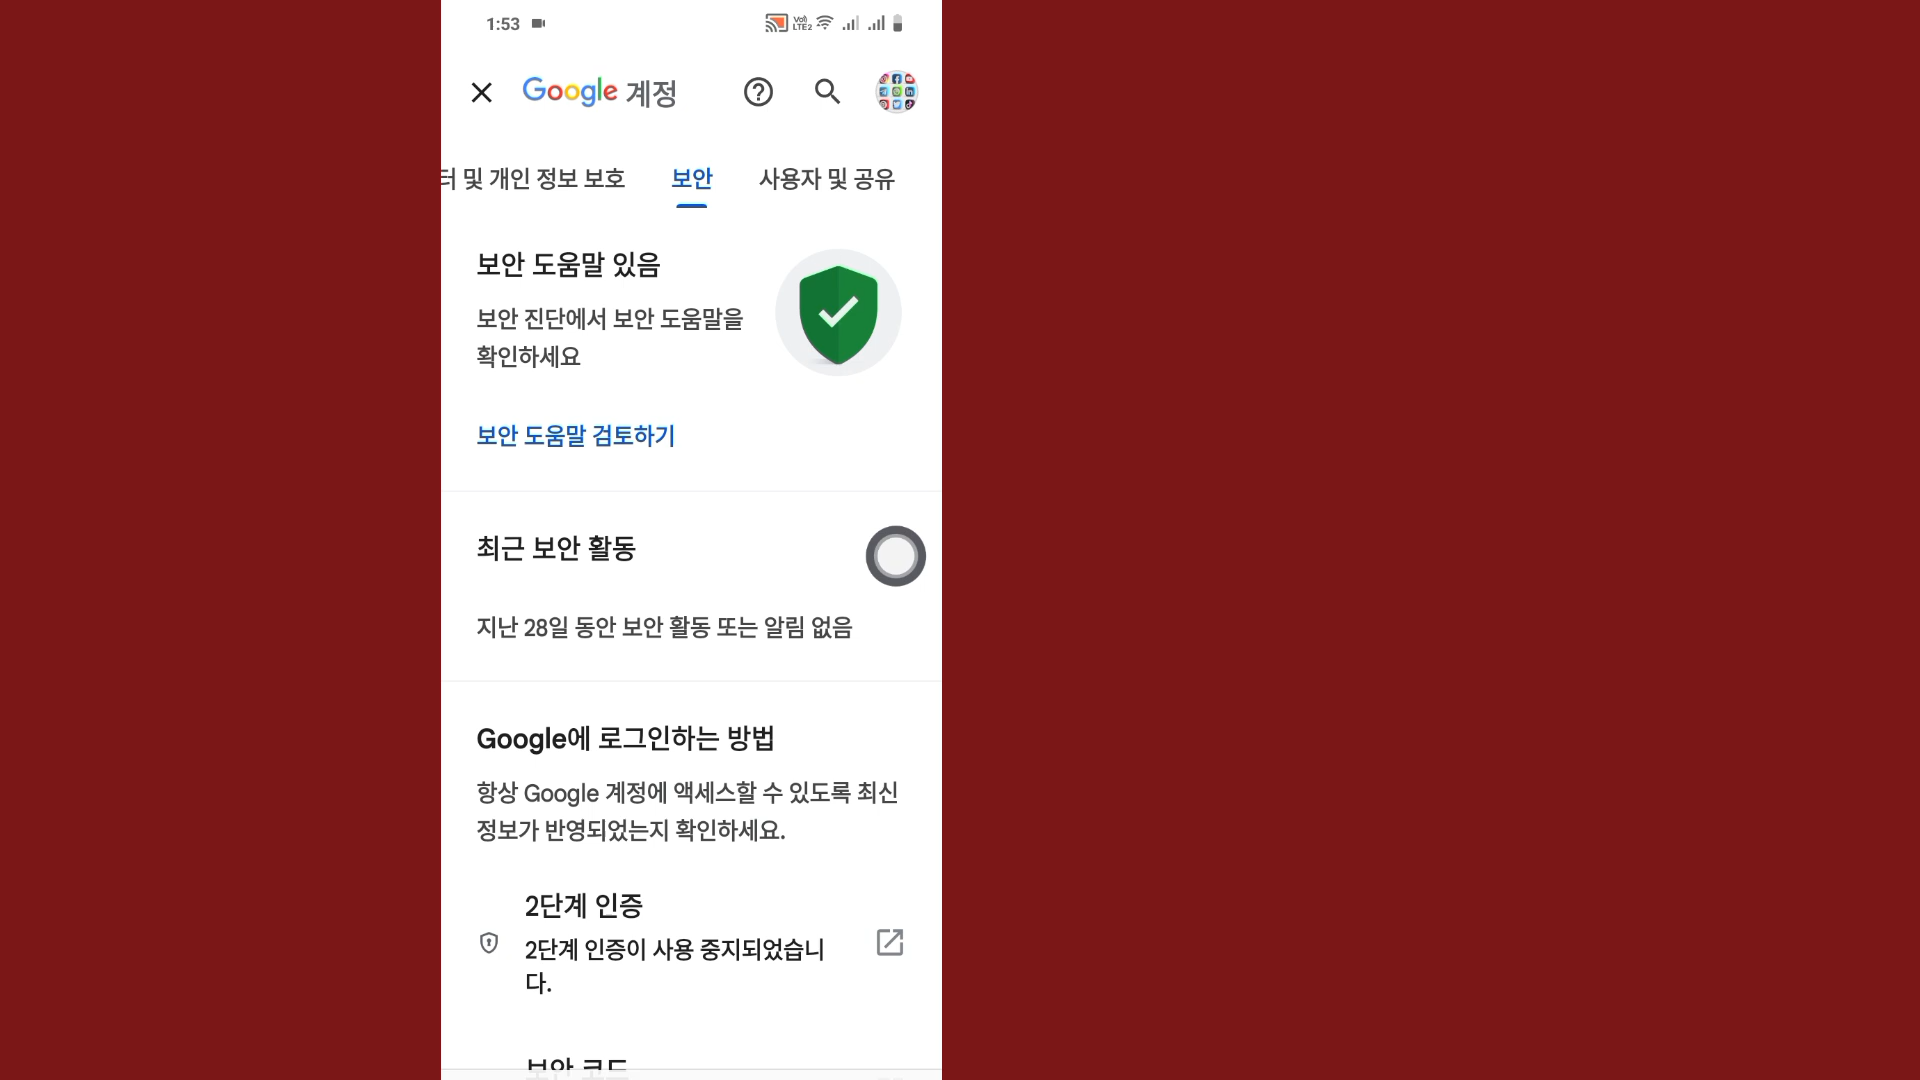 1:53
Vo) LTE2
Google 계정
터 및 개인 정보 보호 보안 사용자 및 공유
보안 도움말 있음
보안 진단에서 보안 도움말을
확인하세요
보안 도움말 검토하기
최근 보안 활동
지난 28일 동안 보안 활동 또는 알림 없음
Google에 로그인하는 방법
항상 Google 계정에 액세스할 수 있도록 최신
정보가 반영되었는지 확인하세요.
2단계 인증
2단계 인증이 사용 중지되었습니
다.
보안 코드